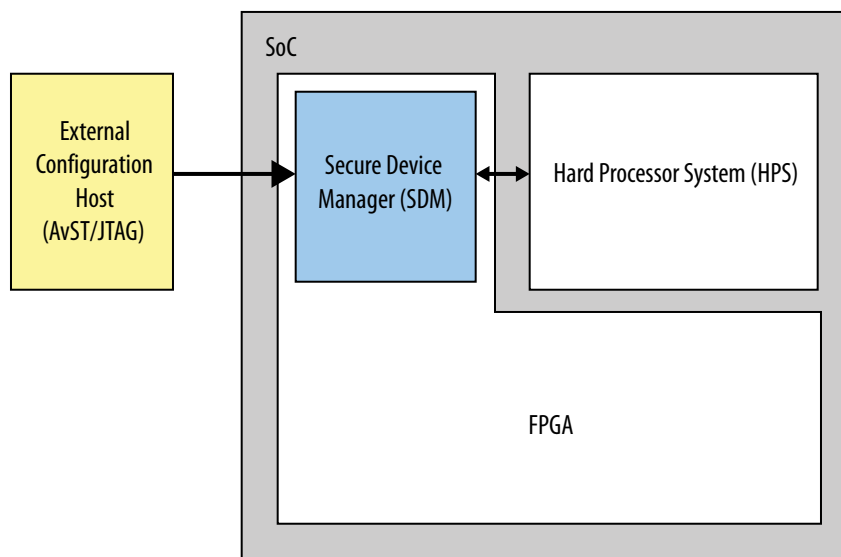 SoC
External
Configuration
Host
(AvST/JTAG)
Secure Device
Manager (SDM)
Hard Processor System (HPS)
FPGA